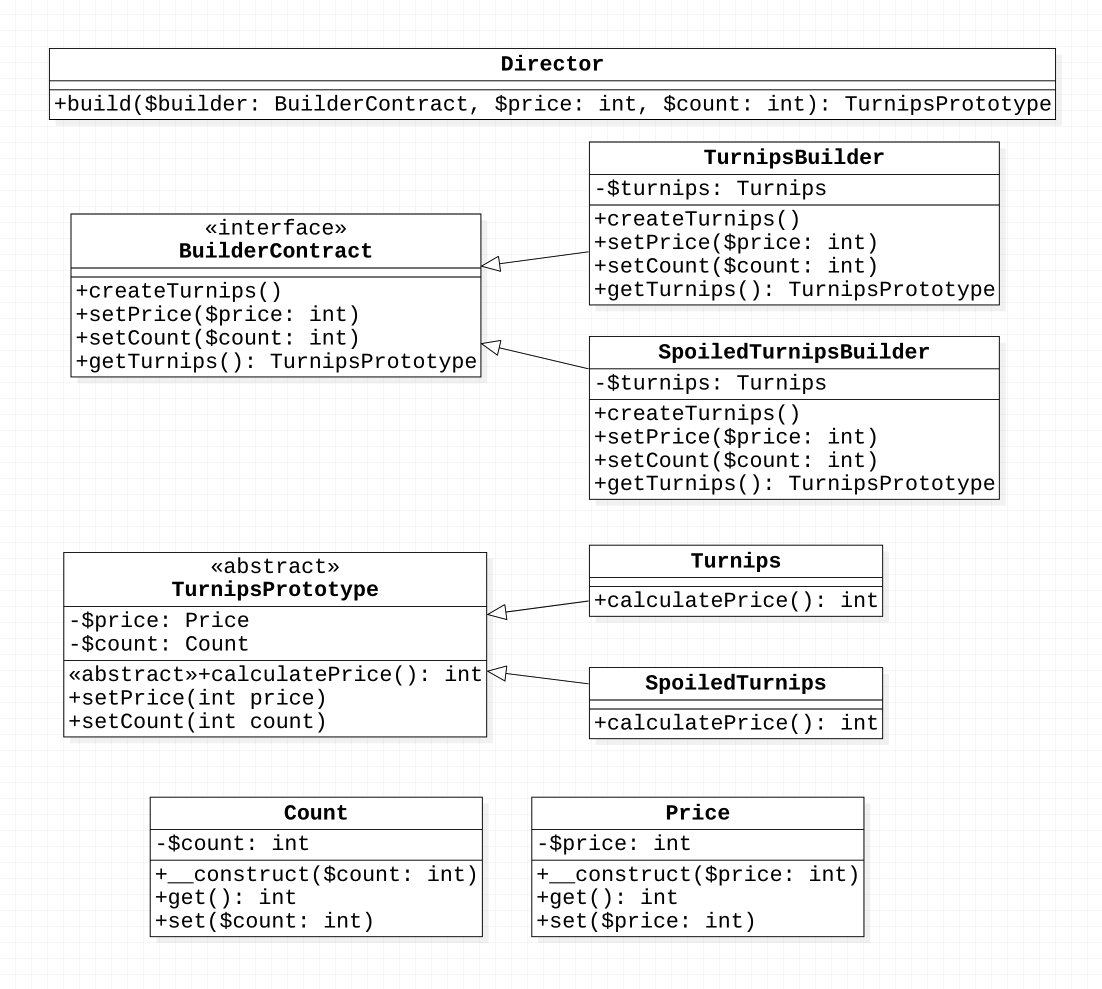 Director
+build($builder: BuilderContract, $price: int, $count: int): TurnipsPrototype
«interface»
BuilderContract
+createTurnips()
+setPrice($price: int)
+setCount($count: int)
+getTurnips(): TurnipsPrototype
TurnipsBuilder
-$turnips: Turnips
+createTurnips()
+setPrice($price: int)
+setCount($count: int)
+getTurnips(): TurnipsPrototype
SpoiledTurnipsBuilder
-$turnips: Turnips
+createTurnips()
+setPrice($price: int)
+setCount($count: int)
+getTurnips(): TurnipsPrototype
«abstract»
TurnipsPrototype
-$price: Price
-$count: Count
«abstract»+calculatePrice(): int
+setPrice(int price)
+setCount(int count)
Turnips
+calculatePrice(): int
SpoiledTurnips
+calculatePrice(): int
Count
-$count: int
+__construct($count: int)
+get(): int
+set($count: int)
Price
-$price: int
+__construct($price: int)
+get(): int
+set($price: int)